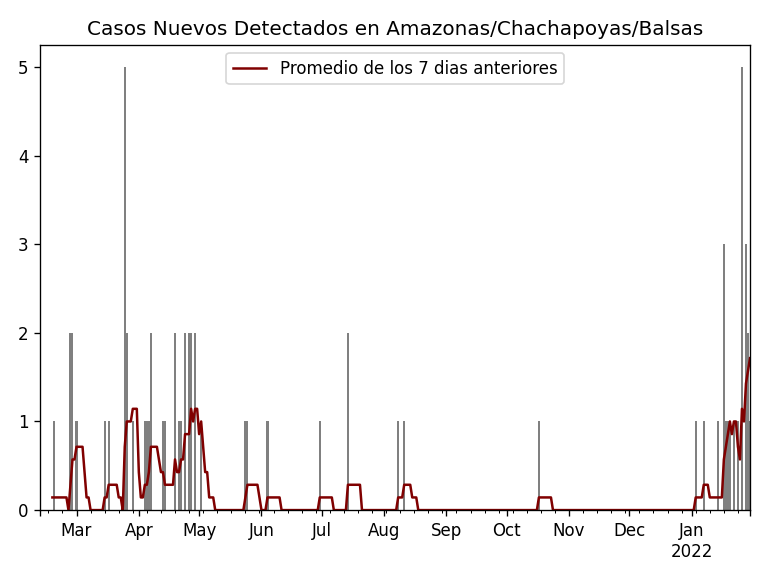 Casos Nuevos Detectados en Amazonas/Chachapoyas/Balsas
Promedio de los 7 dias anteriores
5
4
3
2
1
0
Mar Apr May Jun Jul Aug Sep Oct Nov Dec Jan
2022